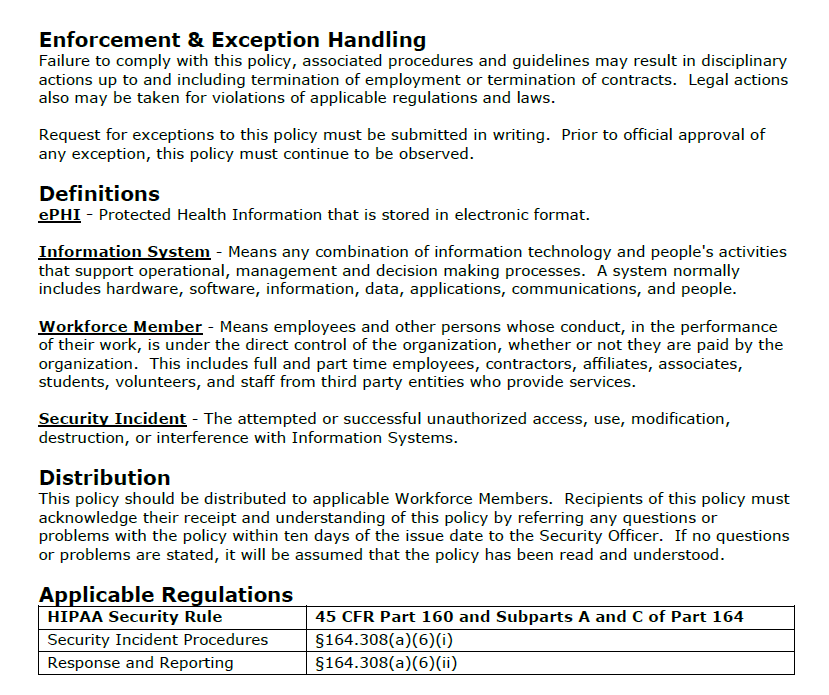 Enforcement & Exception Handling
Failure to comply with this policy, associated procedures and guidelines may result in disciplinary
actions up to and including termination of employment or termination of contracts.  Legal actions
also may be taken for violations of applicable regulations and laws.
Request for exceptions to this policy must be submitted in writing.  Prior to official approval of
any exception, this policy must continue to be observed.
Definitions
ePHI - Protected Health Information that is stored in electronic format.
Information System - Means any combination of information technology and people's activities
that support operational, management and decision making processes.  A system normally
includes hardware, software, information, data, applications, communications, and people.
Workforce Member - Means employees and other persons whose conduct, in the performance
of their work, is under the direct control of the organization, whether or not they are paid by the
organization.  This includes full and part time employees, contractors, affiliates, associates,
students, volunteers, and staff from third party entities who provide services.
Security Incident - The attempted or successful unauthorized access, use, modification,
destruction, or interference with Information Systems.
Distribution
This policy should be distributed to applicable Workforce Members.  Recipients of this policy must
acknowledge their receipt and understanding of this policy by referring any questions or
problems with the policy within ten days of the issue date to the Security Officer.  If no questions
or problems are stated, it will be assumed that the policy has been read and understood.
Applicable Regulations
HIPAA Security Rule 45 CFR Part 160 and Subparts A and C of Part 164
Security Incident Procedures §164.308(a)(6)(i)
Response and Reporting §164.308(a)(6)(ii)